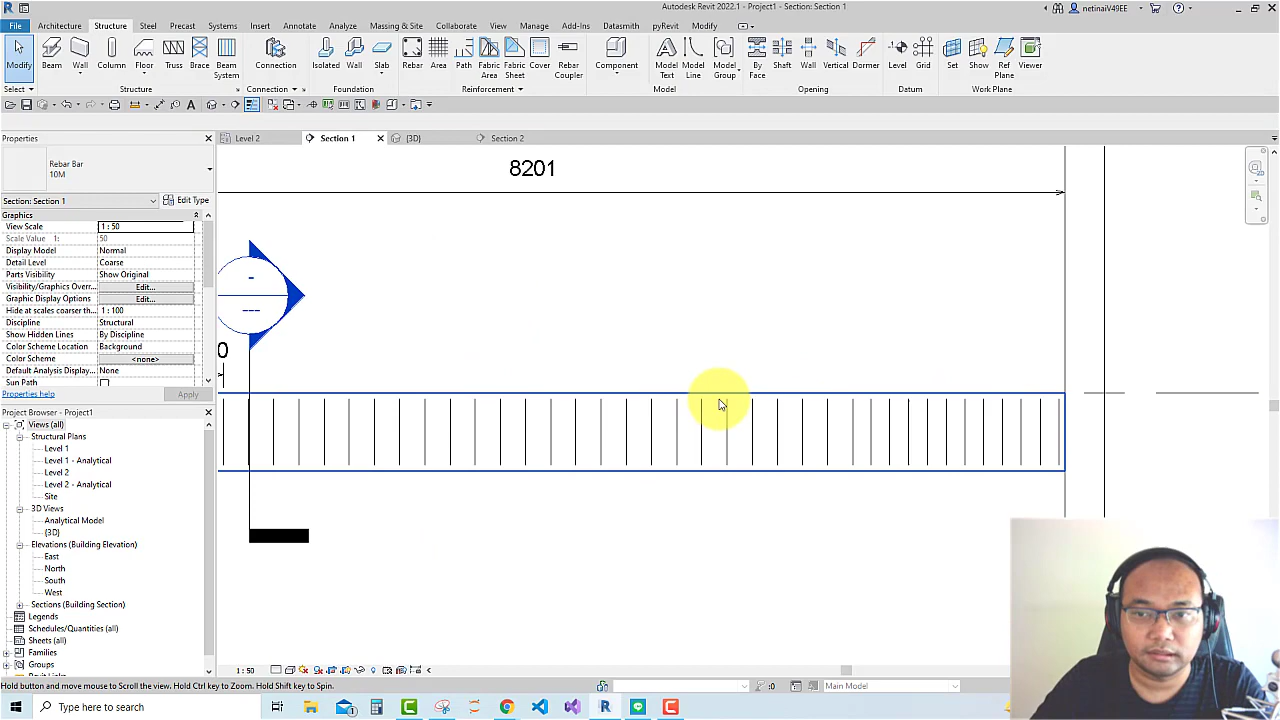 Autodesk Revit 2022.1 - Project1 - Section: Section 1
netinaiV49EE
File Architecture Structure Steel Precast Systems Insert Annotate Analyze Massing & Site Collaborate View Manage Add-Ins Datasmith pyRevit Modify
Modify Beam Wall Column Floor Truss Brace Beam System Connection Isolated Wall Slab Rebar Area Path Fabric Area Fabric Sheet Cover Rebar Coupler Component Model Text Model Line Model Group By Face Shaft Wall Vertical Dormer Level Grid Set Show Ref Plane Viewer
Select Structure Connection Foundation Reinforcement Model Opening Datum Work Plane
Properties
Level 2 Section 1 {3D} Section 2
Rebar Bar
10M
Section: Section 1 Edit Type
Graphics
View Scale 1 : 50
Scale Value 1: 50
Display Model Normal
Detail Level Coarse
Parts Visibility Show Original
Visibility/Graphics Overr... Edit...
Graphic Display Options Edit...
Hide at scales coarser th... 1 : 100
Discipline Structural
Show Hidden Lines By Discipline
Color Scheme Location Background
Color Scheme <none>
Default Analysis Display... None
Sun Path
Properties help Apply
Project Browser - Project1
Views (all)
Structural Plans
Level 1
Level 1 - Analytical
Level 2
Level 2 - Analytical
Site
3D Views
Analytical Model
{3D}
Elevations (Building Elevation)
East
North
South
West
Sections (Building Section)
Legends
Schedules/Quantities (all)
Sheets (all)
Families
Groups
8201
-
---
0
1 : 50
Hold button and move mouse to Scroll the view. Hold Ctrl key to Zoom. Hold Shift key to Spin.
:0 Main Model
Type here to search